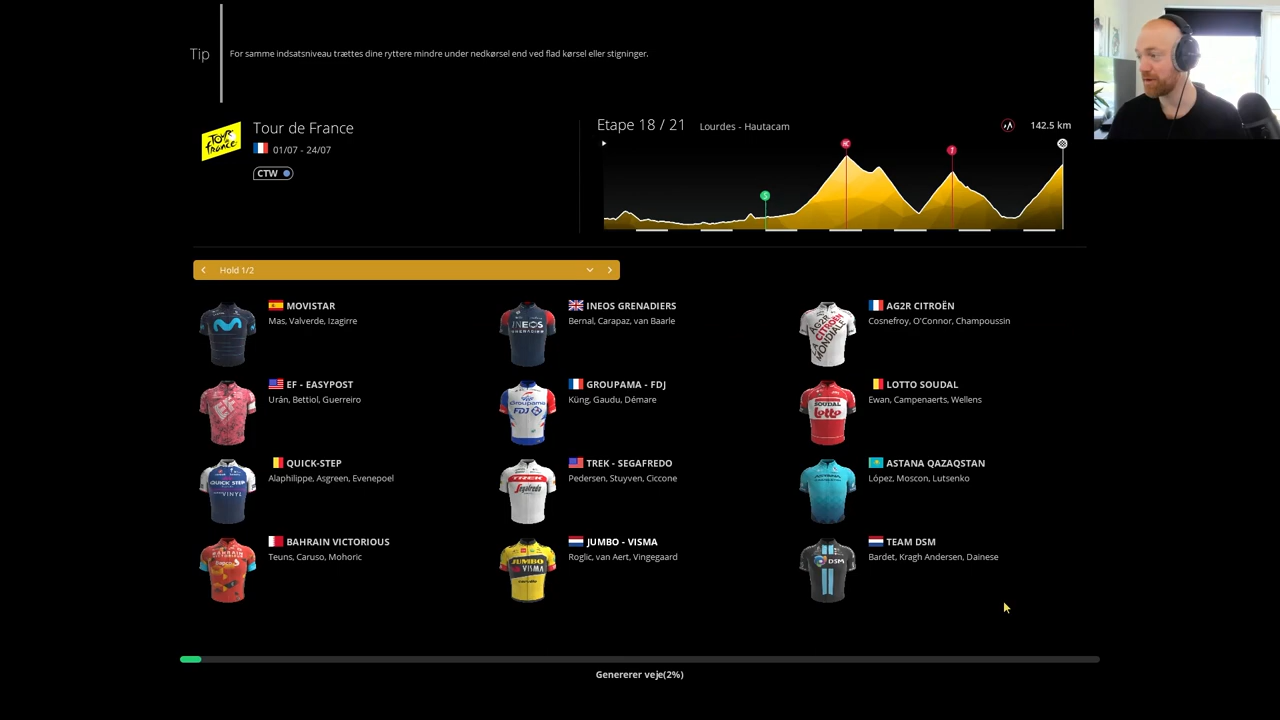 Tip
For samme indsatsniveau trættes dine ryttere mindre under nedkørsel end ved flad kørsel eller stigninger.
TOUR
france
Tour de France
01/07 - 24/07
CTW
Etape 18 / 21 Lourdes - Hautacam
142.5 km
S
HC
1
Hold 1/2
MOVISTAR
Mas, Valverde, Izagirre
INEOS GRENADIERS
Bernal, Carapaz, van Baarle
AG2R CITROËN
Cosnefroy, O'Connor, Champoussin
EF - EASYPOST
Urán, Bettiol, Guerreiro
GROUPAMA - FDJ
Küng, Gaudu, Démare
LOTTO SOUDAL
Ewan, Campenaerts, Wellens
QUICK-STEP
Alaphilippe, Asgreen, Evenepoel
TREK - SEGAFREDO
Pedersen, Stuyven, Ciccone
ASTANA QAZAQSTAN
López, Moscon, Lutsenko
BAHRAIN VICTORIOUS
Teuns, Caruso, Mohoric
JUMBO - VISMA
Roglic, van Aert, Vingegaard
TEAM DSM
Bardet, Kragh Andersen, Dainese
Genererer veje(2%)